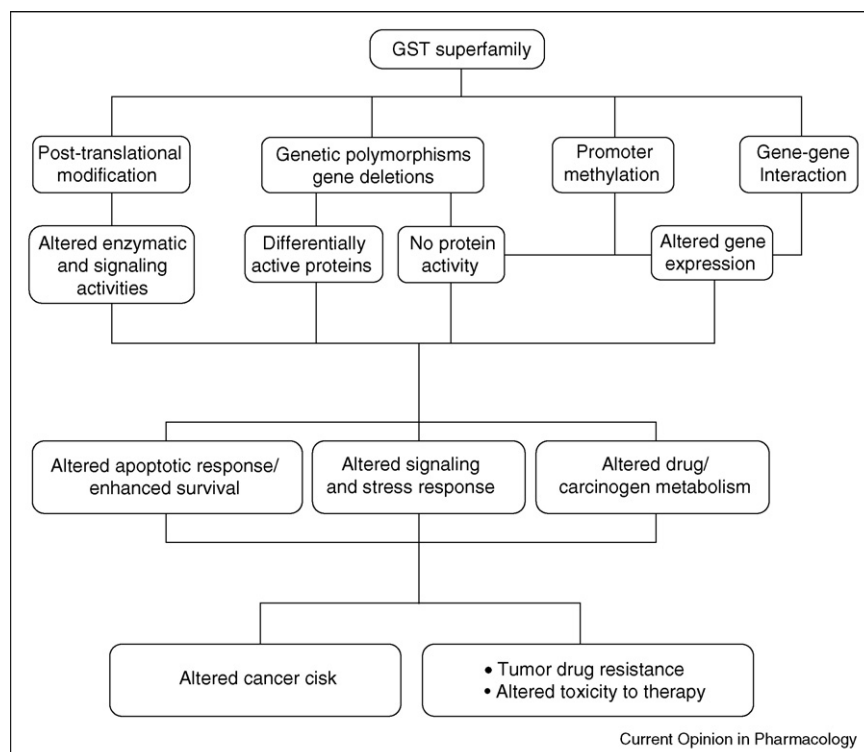 GST superfamily
Post-translational
modification
Genetic polymorphisms
gene deletions
Promoter
methylation
Gene-gene
Interaction
Altered enzymatic
and signaling
activities
Differentially
active proteins
No protein
activity
Altered gene
expression
Altered apoptotic response/
enhanced survival
Altered signaling
and stress response
Altered drug/
carcinogen metabolism
Altered cancer cisk
• Tumor drug resistance
• Altered toxicity to therapy
Current Opinion in Pharmacology